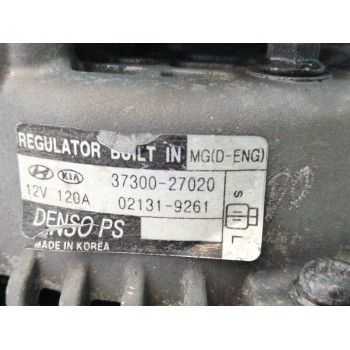 REGULATOR BUILT IN MG(D-ENG)
KIA 37300-27020
12V 120A 02131-9261
S
L
DENSO PS
MADE IN KOREA